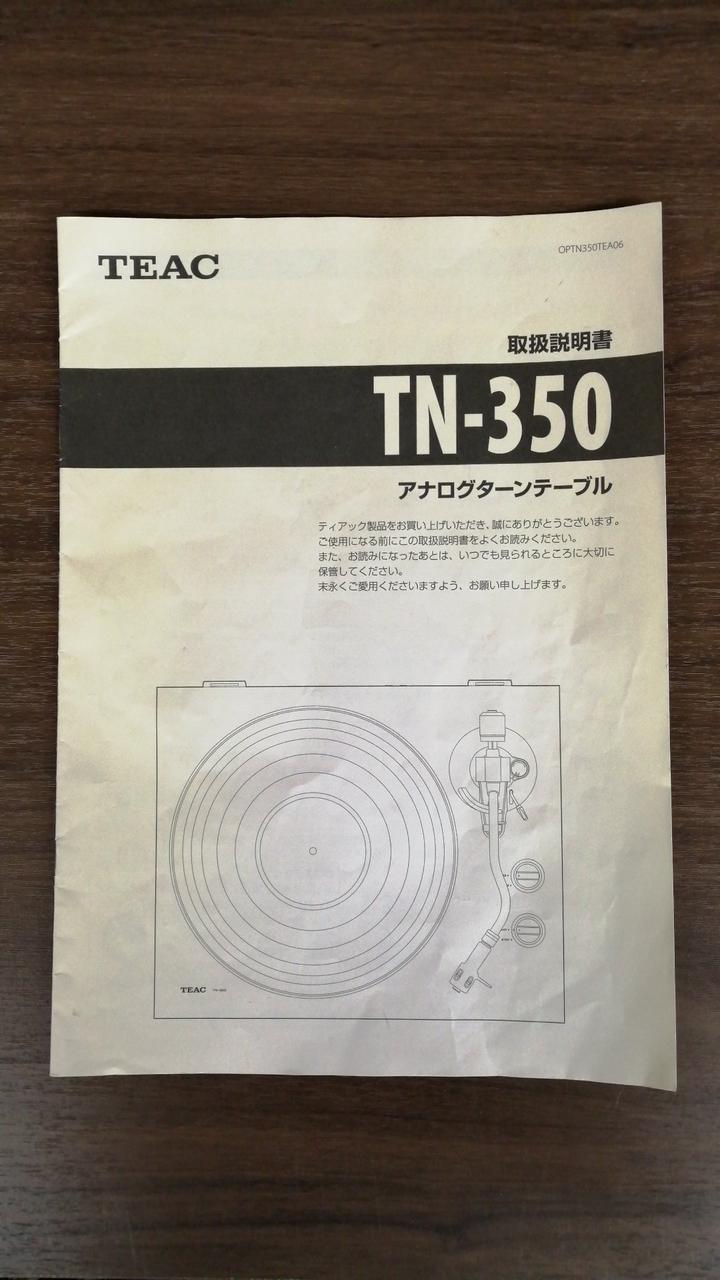 TEAC
OPTN350TEA06
取扱説明書
TN-350
アナログターンテーブル
ティアック製品をお買い上げいただき、誠にありがとうございます。
ご使用になる前にこの取扱説明書をよくお読みください。
また、お読みになったあとは、いつでも見られるところに大切に
保管してください。
末永くご愛用くださいますよう、お願い申し上げます。
TEAC